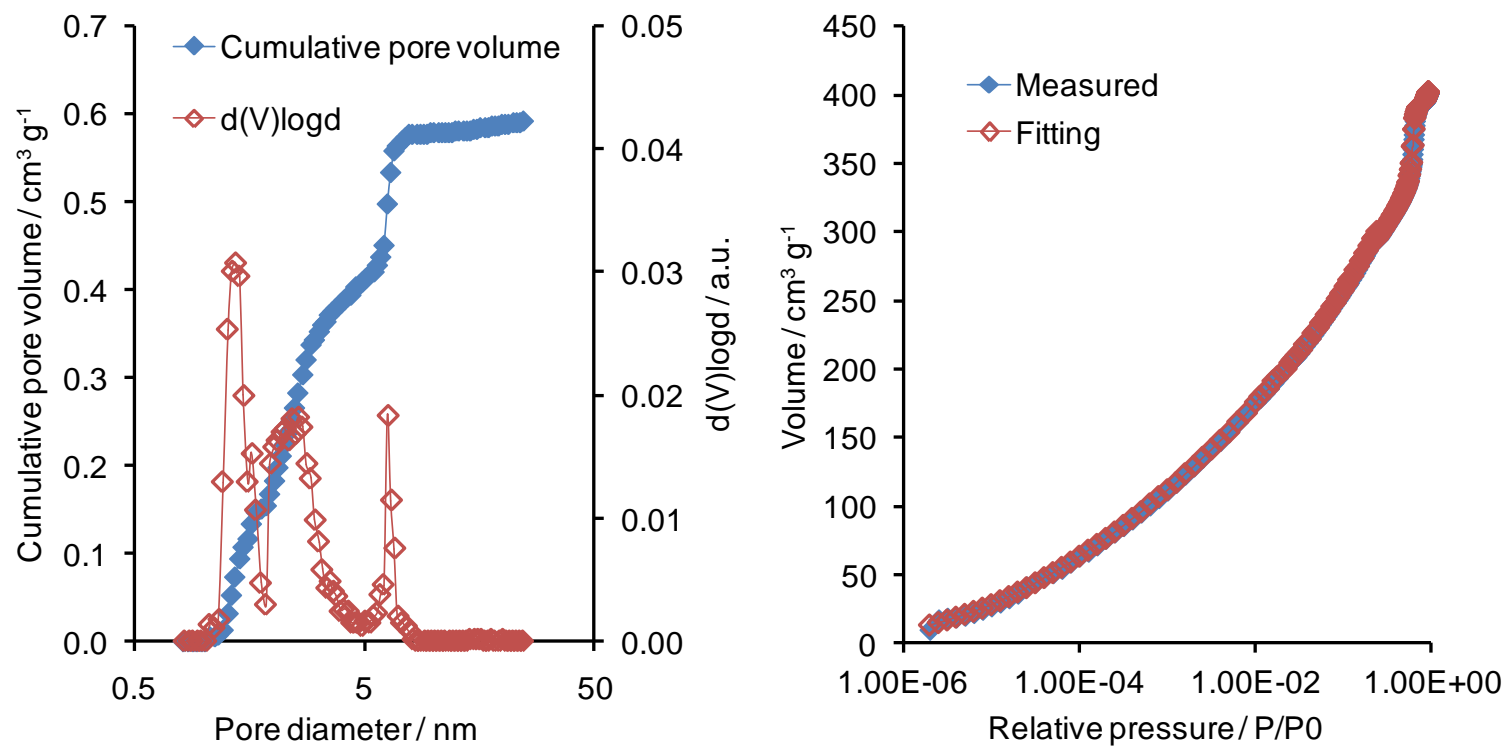 Cumulative pore volume / cm³ g⁻¹
0.7
0.6
0.5
0.4
0.3
0.2
0.1
0.0
Cumulative pore volume
d(V)logd
0.05
0.04
0.03
0.02
0.01
0.00
d(V)logd / a.u.
0.5
5
50
Pore diameter / nm
Volume / cm³ g⁻¹
450
400
350
300
250
200
150
100
50
0
Measured
Fitting
1.00E-06
1.00E-04
1.00E-02
1.00E+00
Relative pressure / P/P0